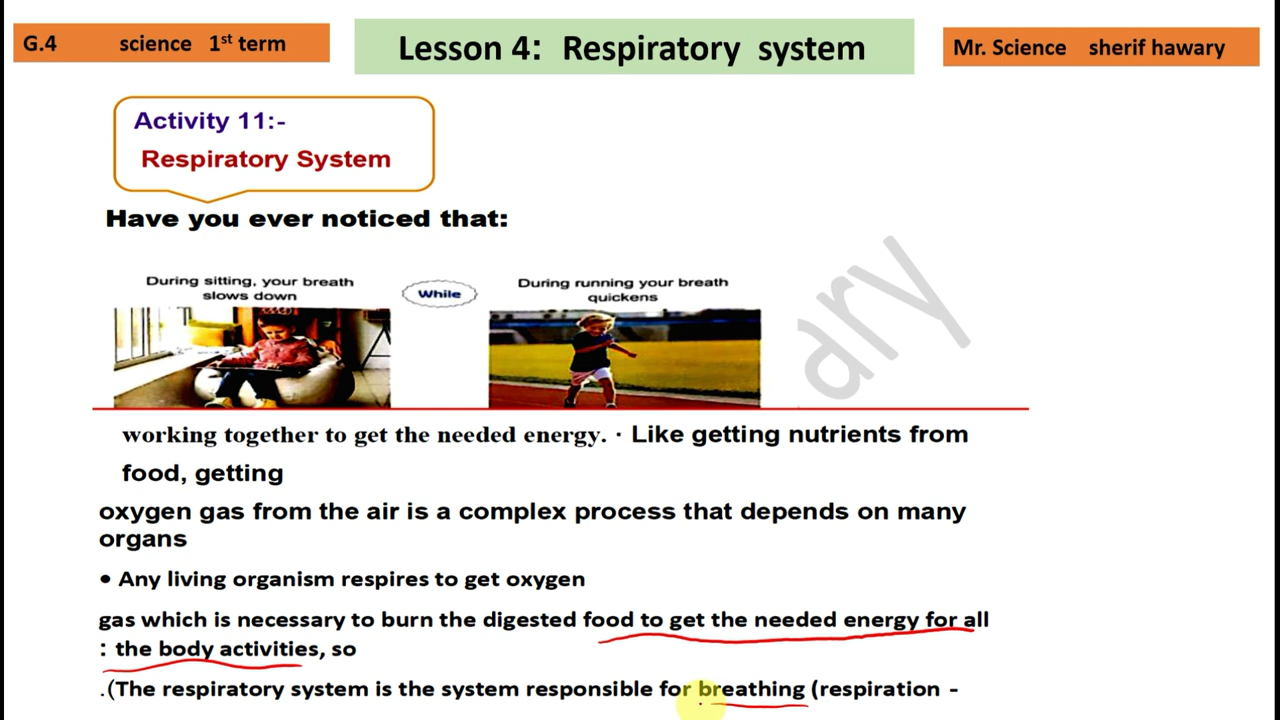 G.4 science 1st term
Lesson 4: Respiratory system
Mr. Science sherif hawary
Activity 11:-
Respiratory System
Have you ever noticed that:
During sitting, your breath
slows down
While
During running your breath
quickens
ary
working together to get the needed energy. · Like getting nutrients from
food, getting
oxygen gas from the air is a complex process that depends on many
organs
• Any living organism respires to get oxygen
gas which is necessary to burn the digested food to get the needed energy for all
: the body activities, so
.(The respiratory system is the system responsible for breathing (respiration -